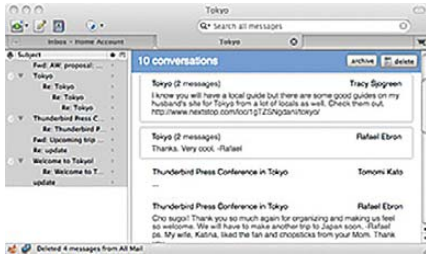 Tokyo
Search all messages
Inbox - Home Account
Tokyo
Subject
10 conversations
archive
delete
Fwd: AW: proposal: ...
Tokyo
Re: Tokyo
Re: Tokyo
Re: Tokyo
Thunderbird Press C...
Re: Thunderbird P...
Fwd: Upcoming trip ...
Re: update
Welcome to Tokyo!
Re: Welcome to T...
update
Tokyo (2 messages)
Tracy Sjogreen
I know you will have a local guide but there are some good guides on my
husband's site for Tokyo from a lot of locals as well. Check them out.
Tokyo (2 messages)
Rafael Ebron
Thanks. Very cool. -Rafael
Thunderbird Press Conference in Tokyo
Tomomi Kato
...
Thunderbird Press Conference in Tokyo
Rafael Ebron
Cho sugoi! Thank you so much again for organizing and making us feel
so welcome. We will have to make another trip to Japan soon. -Rafael
ps. My wife, Katina, liked the fan and chopsticks from your Mom. Thank
Deleted 4 messages from All Mail